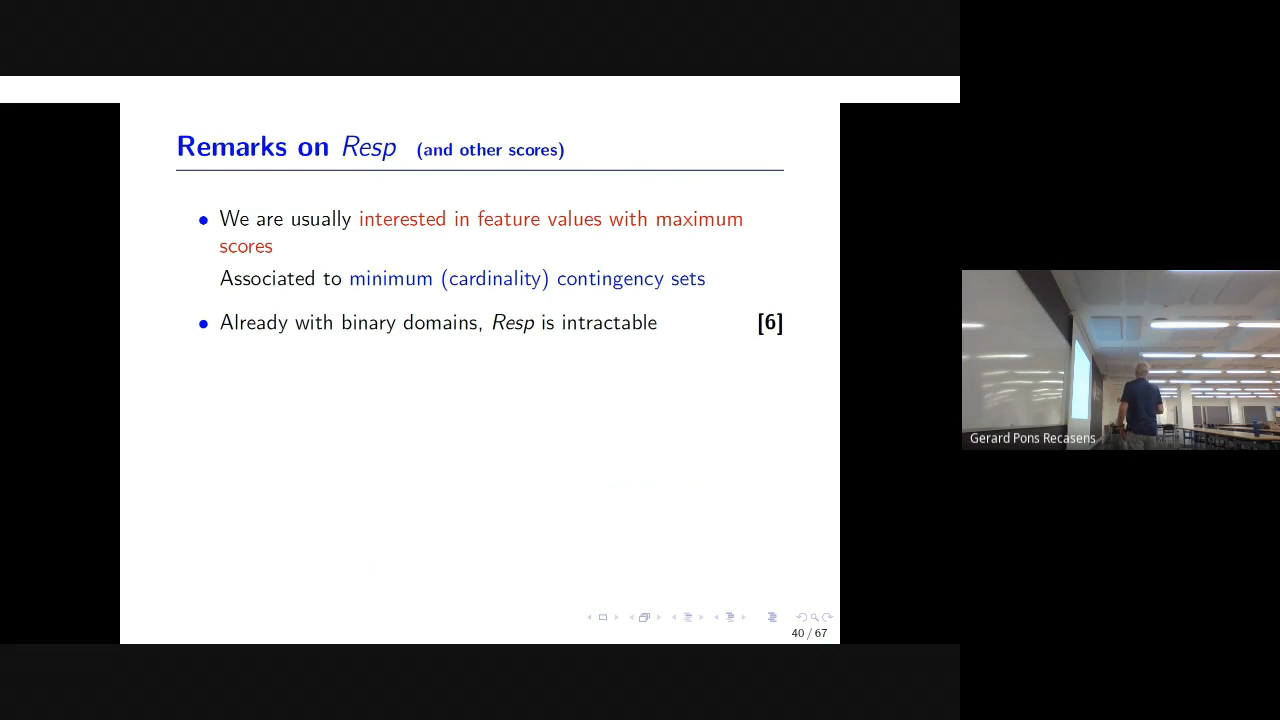 Remarks on Resp (and other scores)
• We are usually interested in feature values with maximum
scores
Associated to minimum (cardinality) contingency sets
• Already with binary domains, Resp is intractable [6]
40 / 67
Gerard Pons Recasens